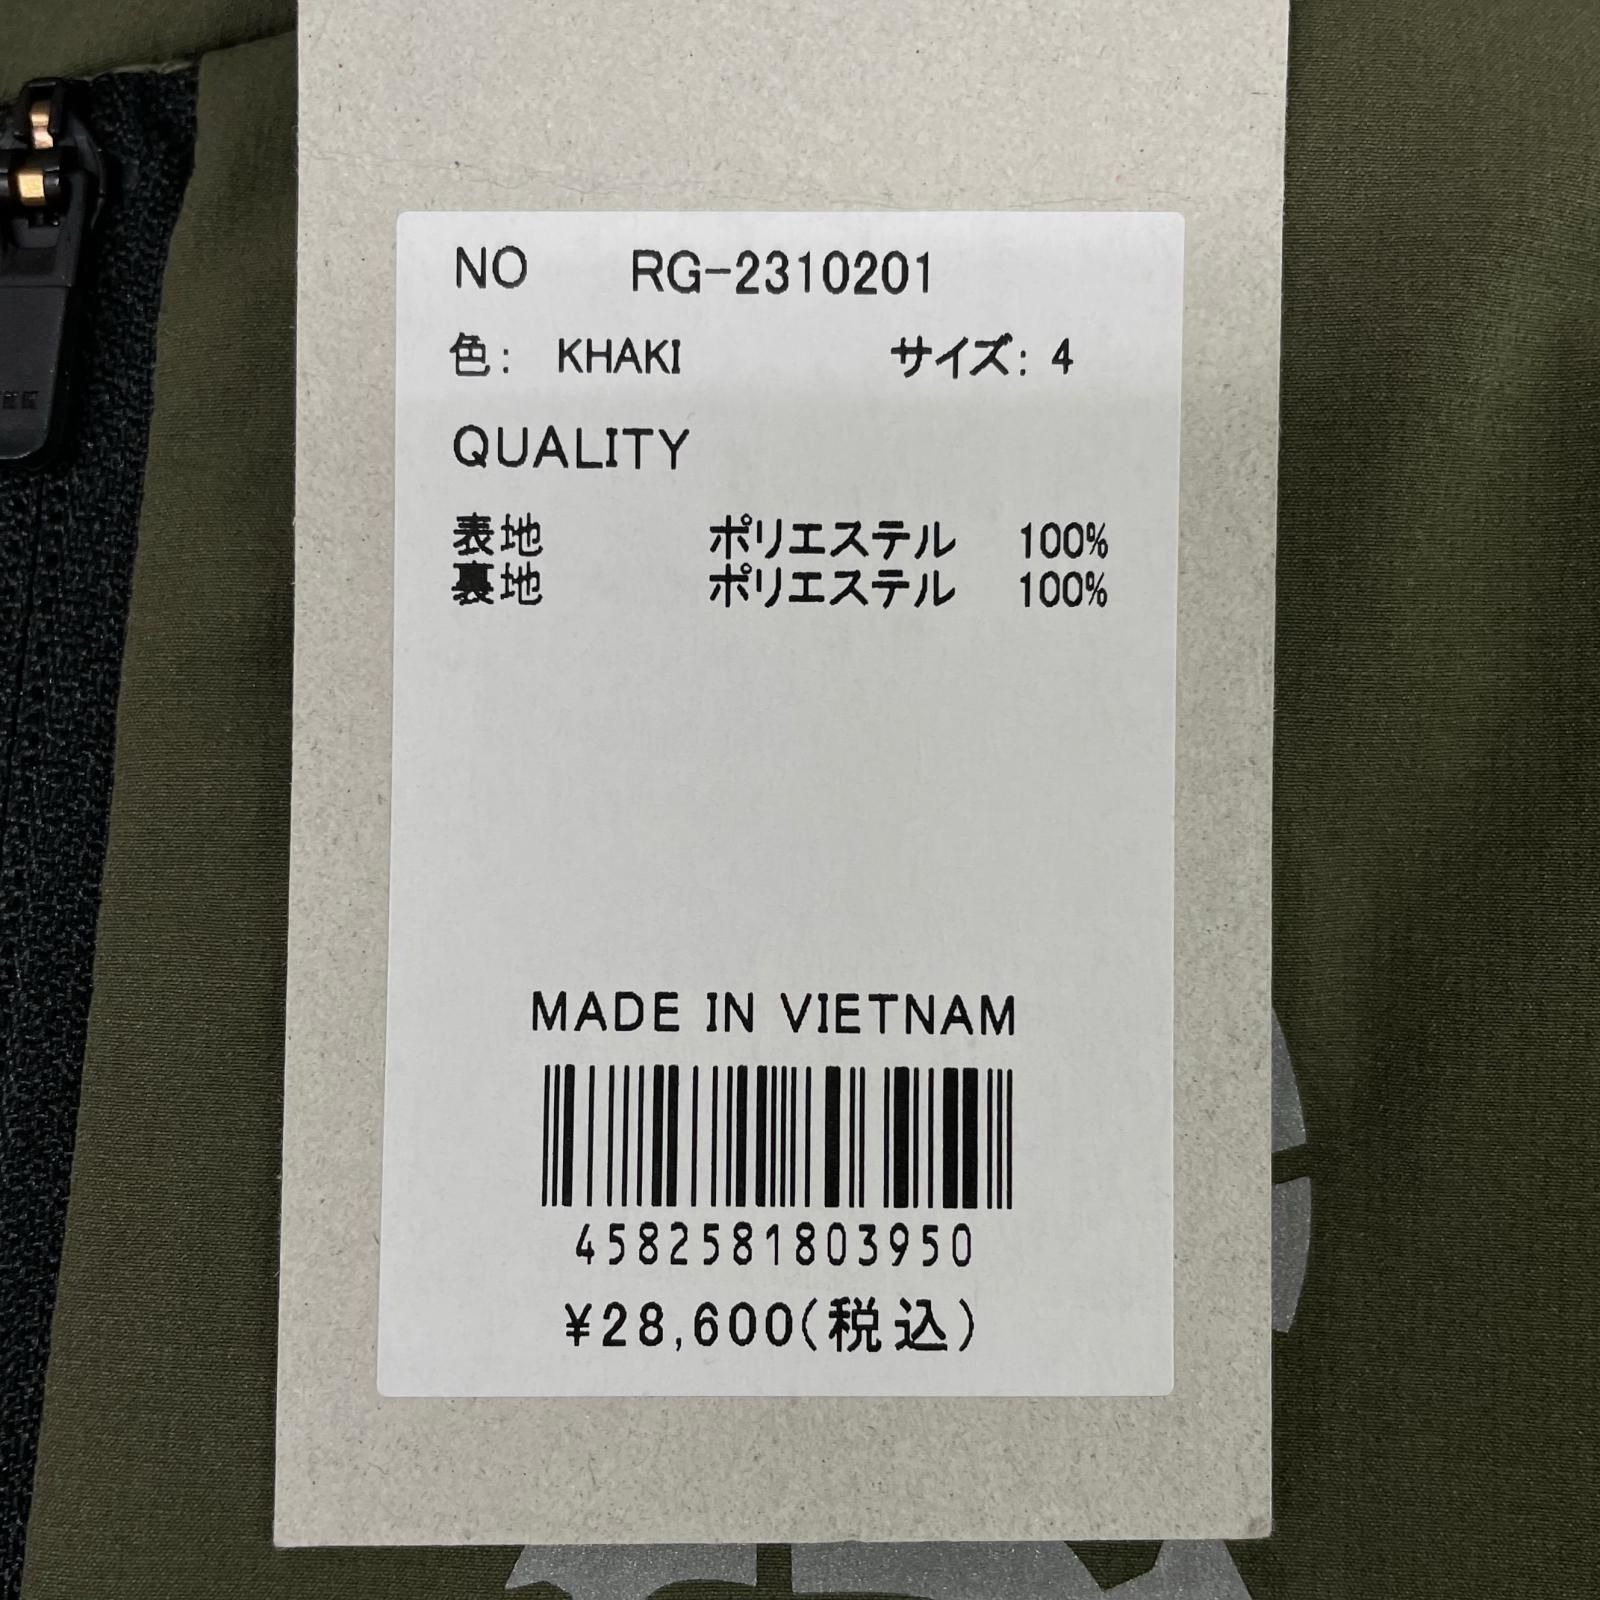 NO RG-2310201
色: KHAKI サイズ: 4
QUALITY
表地 ポリエステル 100%
裏地 ポリエステル 100%
MADE IN VIETNAM
4582581803950
¥28,600(税込)